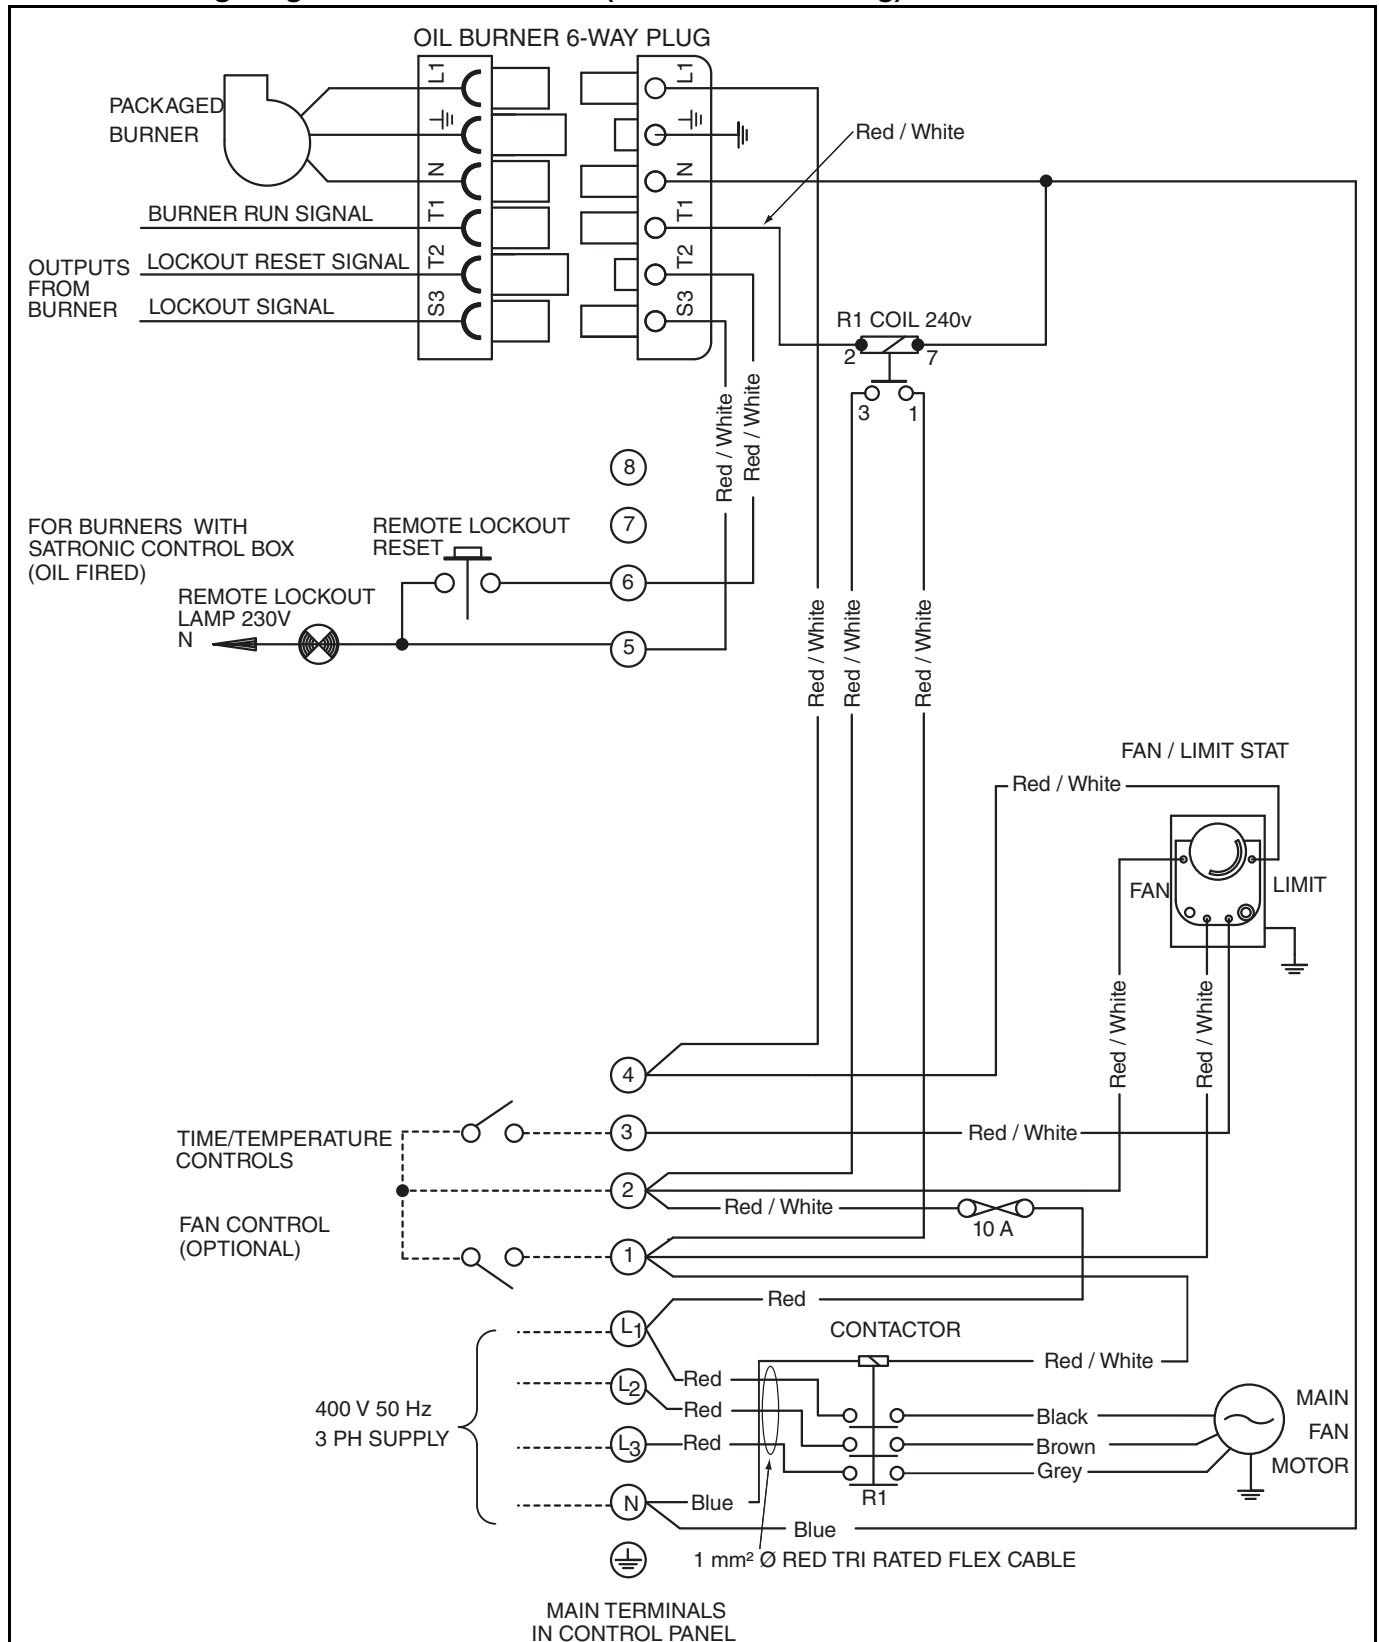 OIL BURNER 6-WAY PLUG
L1
L1
PACKAGED
BURNER
Red / White
N
N
T1
T1
BURNER RUN SIGNAL
T2
T2
LOCKOUT RESET SIGNAL
OUTPUTS
FROM
BURNER
S3
S3
LOCKOUT SIGNAL
R1 COIL 240v
2
7
3
1
Red / White
Red / White
8
7
FOR BURNERS WITH
SATRONIC CONTROL BOX
(OIL FIRED)
REMOTE LOCKOUT
RESET
6
REMOTE LOCKOUT
LAMP 230V
N
5
Red / White
Red / White
Red / White
FAN / LIMIT STAT
Red / White
FAN
LIMIT
Red / White
Red / White
4
TIME/TEMPERATURE
CONTROLS
3
Red / White
2
Red / White
10 A
FAN CONTROL
(OPTIONAL)
1
Red
L1
CONTACTOR
Red / White
L2
Red
Red
400 V 50 Hz
3 PH SUPPLY
L3
Red
Black
Brown
Grey
MAIN
FAN
MOTOR
R1
N
Blue
Blue
1 mm² Ø RED TRI RATED FLEX CABLE
MAIN TERMINALS
IN CONTROL PANEL